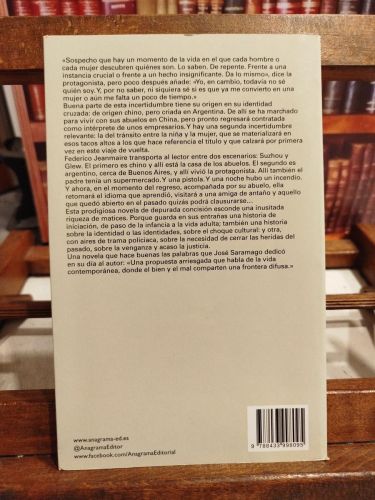 «Sospecho que hay un momento de la vida en el que cada hombre o
cada mujer descubren quiénes son. Lo saben. De repente. Frente a una
instancia crucial o frente a un hecho insignificante. Da lo mismo», dice la
protagonista, pero poco después añade: «Yo, en cambio, todavía no sé
quién soy. Y, por no saber, ni siquiera sé si es que ya me convierto en una
mujer o aún me falta un poco de tiempo.»
Buena parte de esta incertidumbre tiene su origen en su identidad
cruzada: de origen chino, pero criada en Argentina. De allí se ha marchado
para vivir con sus abuelos en China, pero pronto regresará contratada
como intérprete de unos empresarios. Y hay una segunda incertidumbre
relevante: la del tránsito entre la niña y la mujer, que se materializará en
esos tacos altos a los que hace referencia el título y que calzará por primera
vez en este viaje de vuelta.
Federico Jeanmaire transporta al lector entre dos escenarios: Suzhou y
Glew. El primero es chino y allí está la casa de los abuelos. El segundo es
argentino, cerca de Buenos Aires, y allí vivió la protagonista. Allí también el
padre tenía un supermercado. Y una pistola. Y una noche hubo un incendio.
Y ahora, en el momento del regreso, acompañada por su abuelo, ella
retomará el idioma que aprendió, visitará a una amiga de antaño y aquello
que quedó abierto en el pasado quizás podrá clausurarse...
Esta prodigiosa novela de depurada concisión esconde una inusitada
riqueza de matices. Porque guarda en sus entrañas una historia de
iniciación, de paso de la infancia a la vida adulta; también una historia
sobre la identidad o las identidades, sobre el choque cultural; y otra,
con aires de trama policíaca, sobre la necesidad de cerrar las heridas del
pasado, sobre la venganza y acaso la justicia.
Una novela que hace buenas las palabras que José Saramago dedicó
en su día al autor: «Una propuesta arriesgada que habla de la vida
contemporánea, donde el bien y el mal comparten una frontera difusa.»
www.anagrama-ed.es
@AnagramaEditor
www.facebook.com/AnagramaEditorial
9 788433 998095